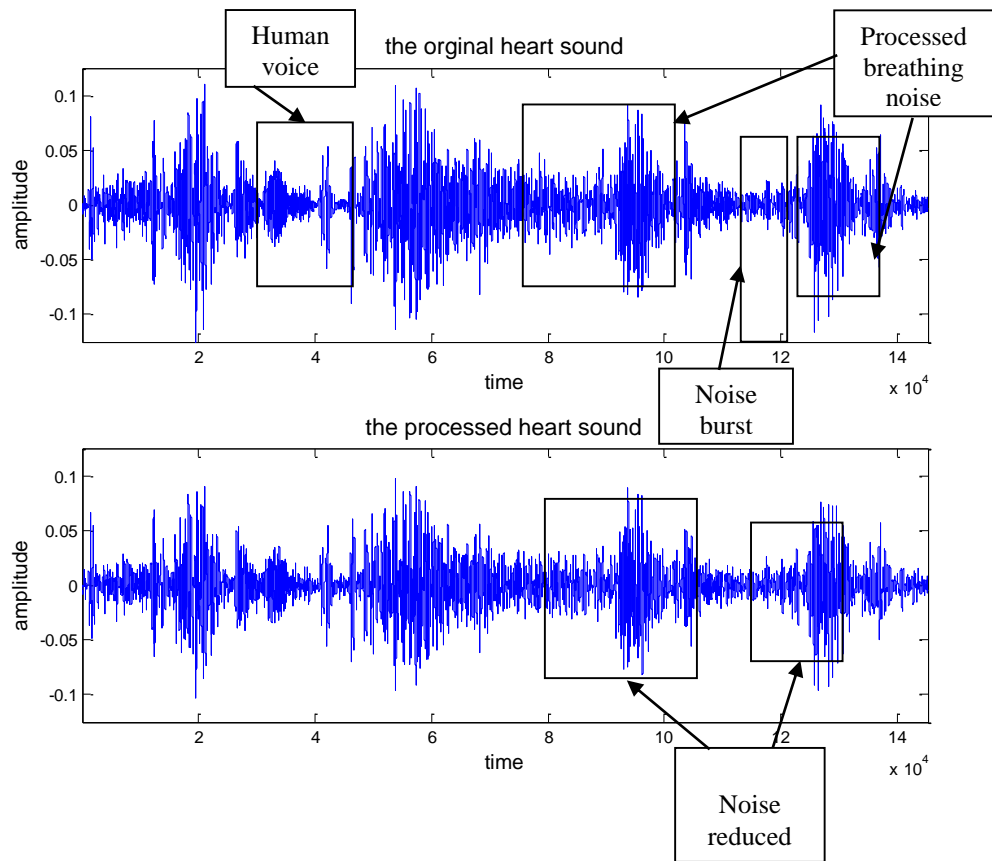 Human
voice
the orginal heart sound
Processed
breathing
noise
amplitude
0.1
0.05
0
-0.05
-0.1
2 4 6 8 10 12 14
x 10^4
time
Noise
burst
the processed heart sound
amplitude
0.1
0.05
0
-0.05
-0.1
2 4 6 8 10 12 14
x 10^4
time
Noise
reduced